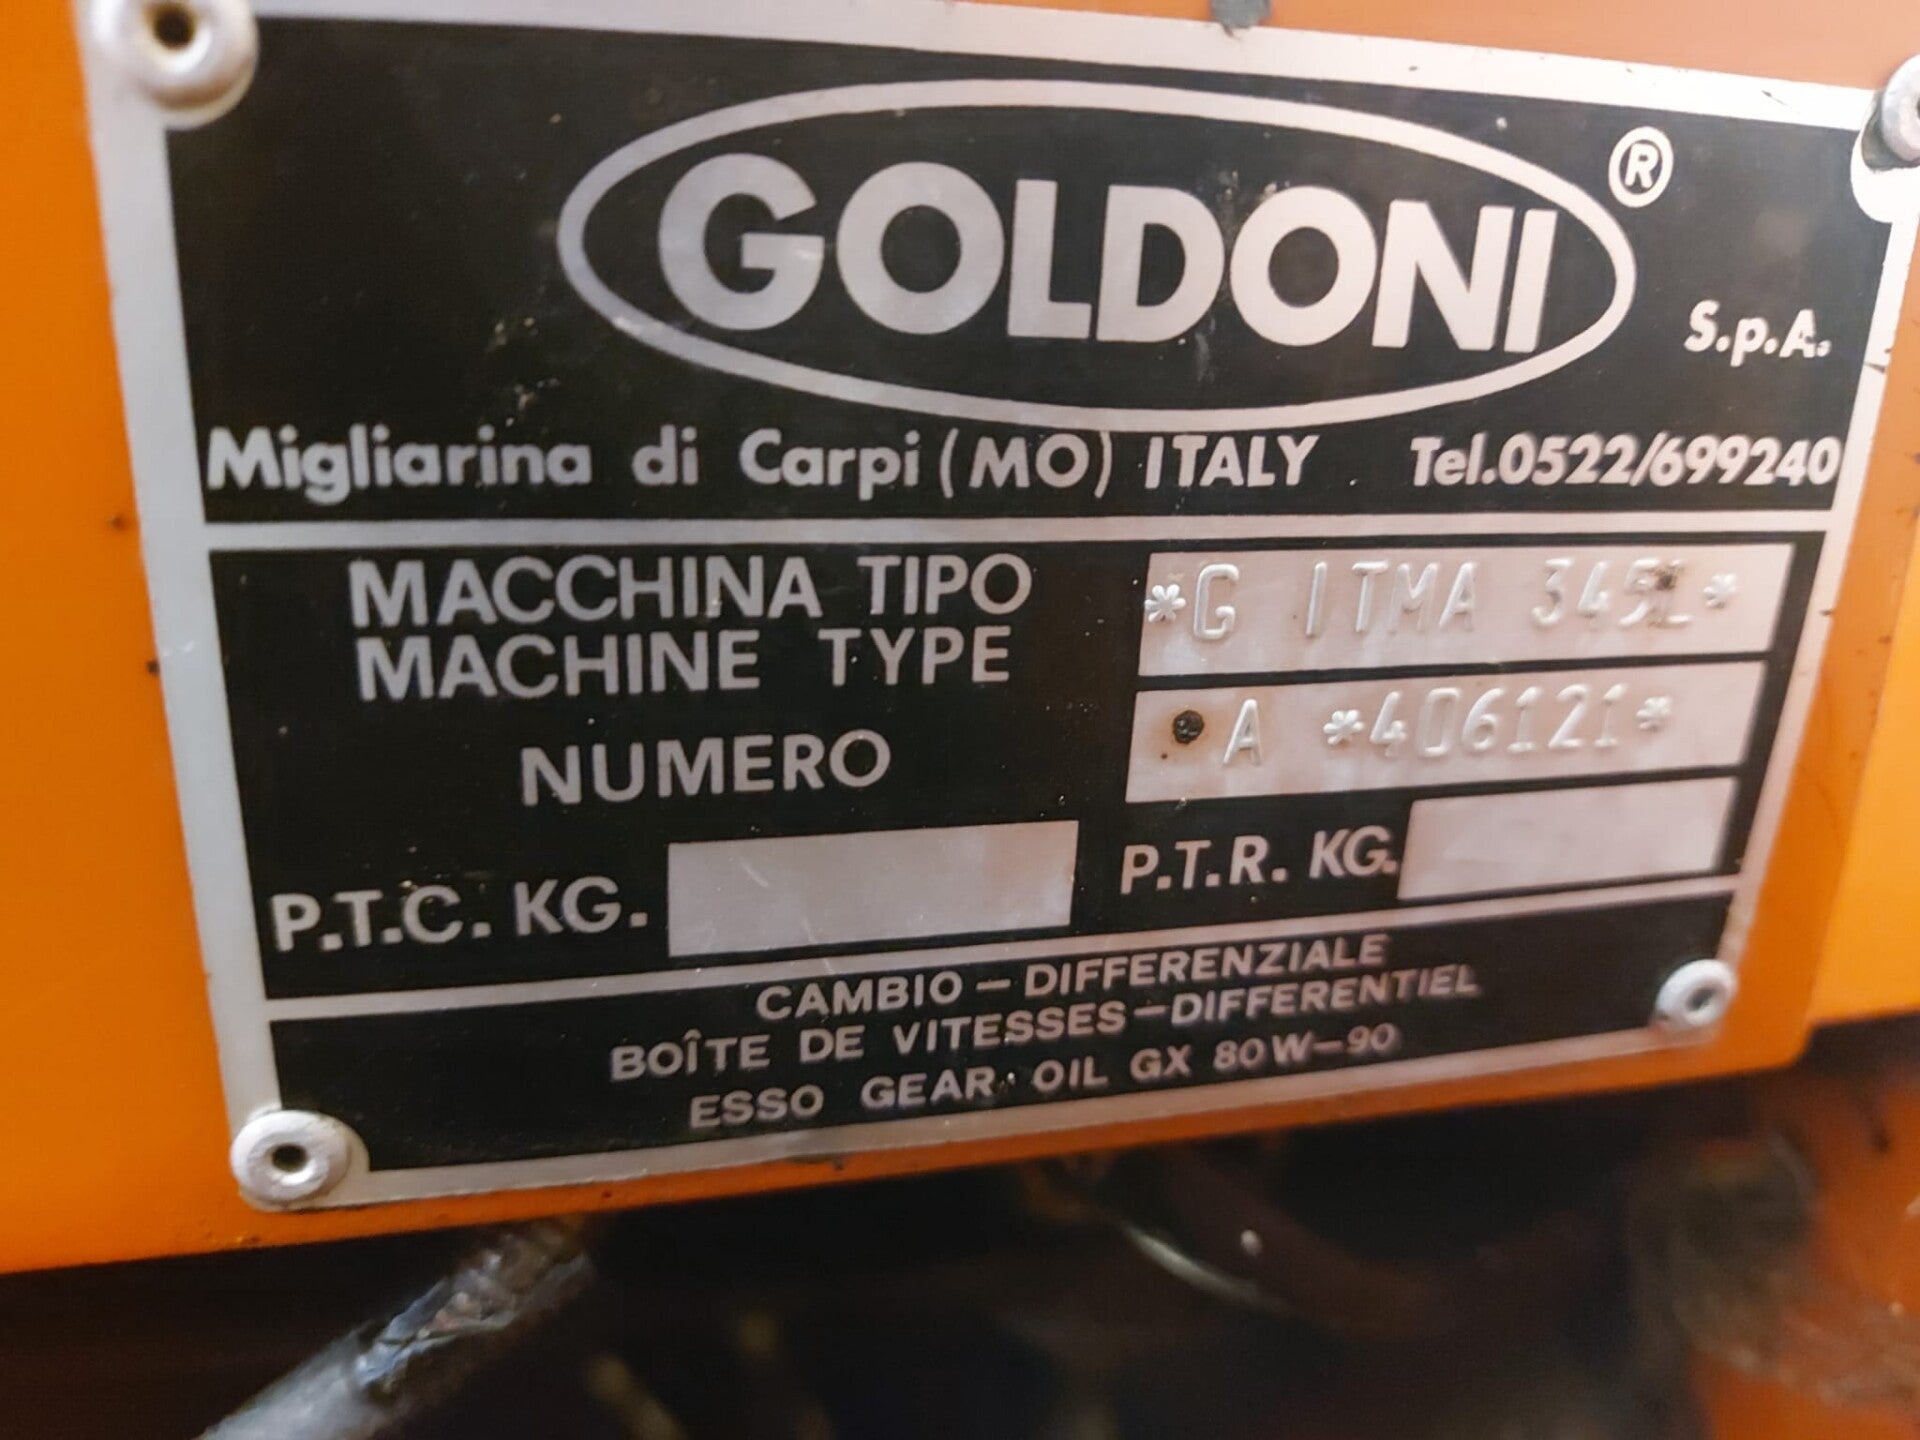 GOLDONI ® S.p.A.
Migliarina di Carpi (MO) ITALY . Tel.0522/699240
MACCHINA TIPO
MACHINE TYPE
*G ITMA 345L*
NUMERO A *406121*
P.T.C. KG. P.T.R. KG.
CAMBIO – DIFFERENZIALE
BOÎTE DE VITESSES – DIFFERENTIEL
ESSO GEAR OIL GX 80W–90